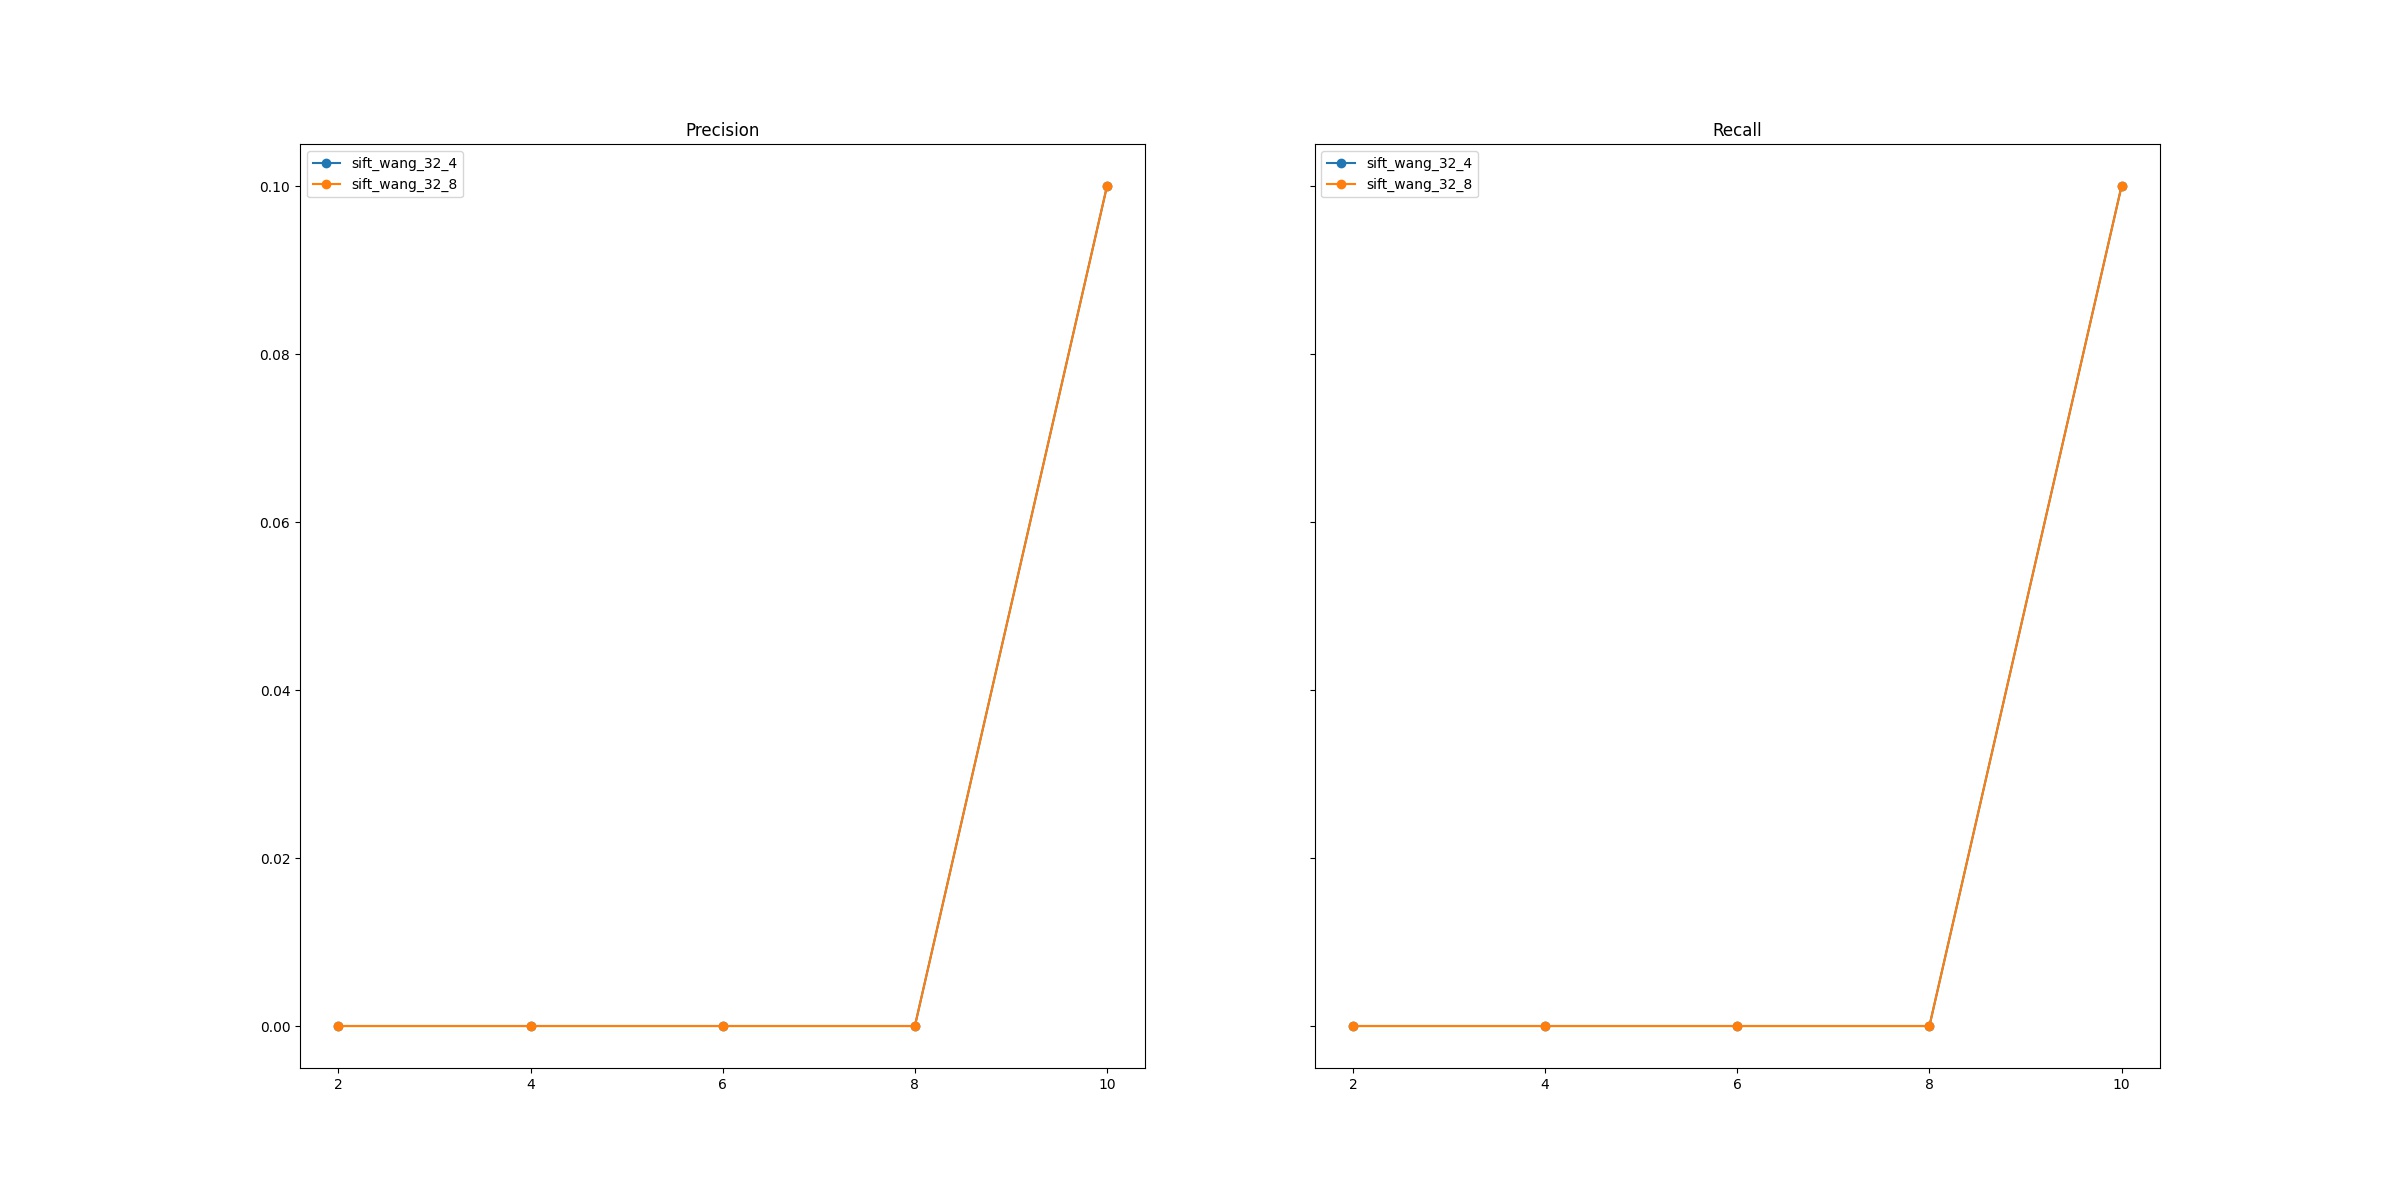 Precision
sift_wang_32_4
sift_wang_32_8
0.10
0.08
0.06
0.04
0.02
0.00
2 4 6 8 10
Recall
sift_wang_32_4
sift_wang_32_8
2 4 6 8 10